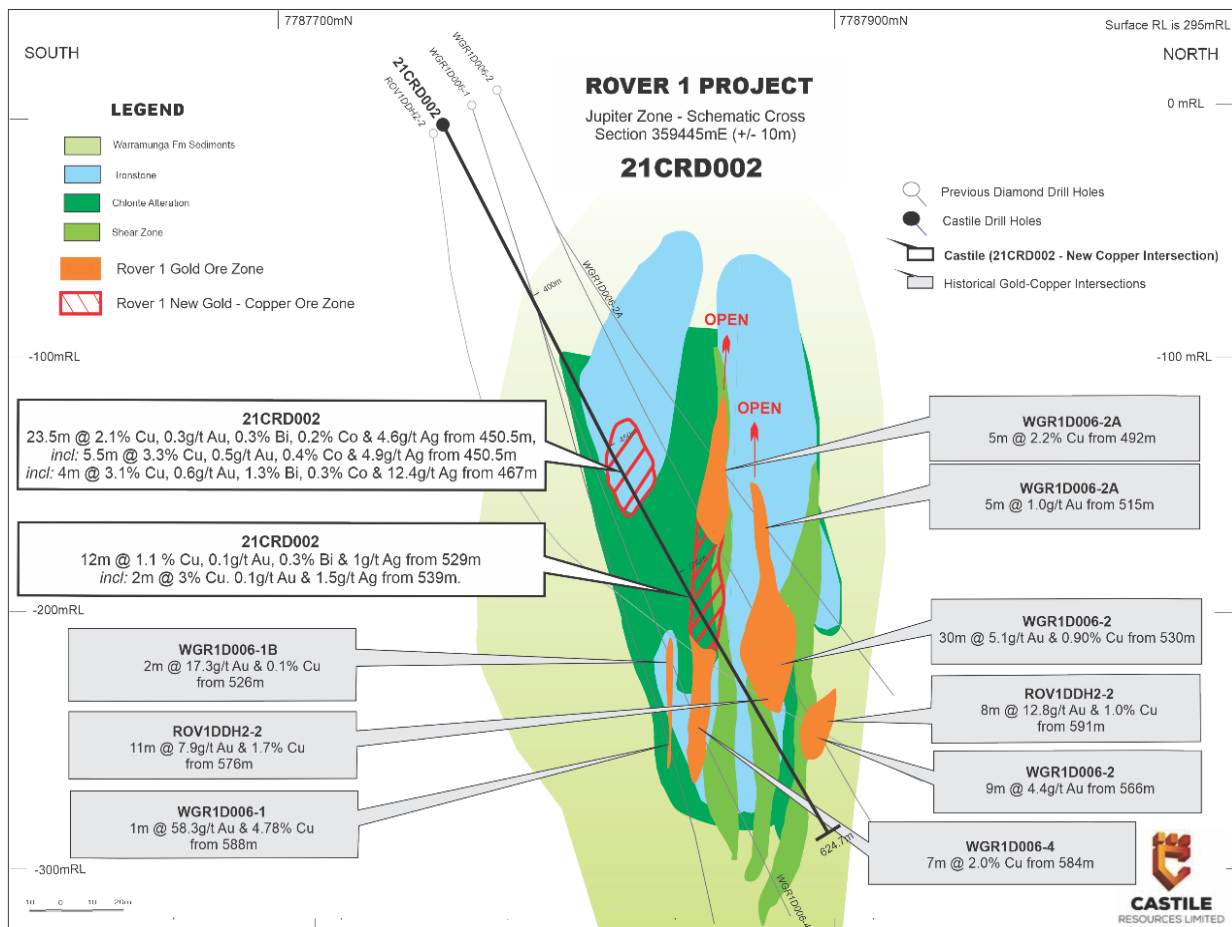 7787700mN
7787900mN
Surface RL is 295mRL
SOUTH
NORTH
ROVER 1 PROJECT
Jupiter Zone - Schematic Cross
Section 359445mE (+/- 10m)
21CRD002
0 mRL
LEGEND
Warramunga Fm Sediments
Ironstone
Chlorite Alteration
Shear Zone
Rover 1 Gold Ore Zone
Rover 1 New Gold - Copper Ore Zone
21CRD002
ROV1DDH2-2
WGR1D006-1
WGR1D006-2
WGR1D006-2A
400m
Previous Diamond Drill Holes
Castile Drill Holes
Castile (21CRD002 - New Copper Intersection)
Historical Gold-Copper Intersections
OPEN
OPEN
-100mRL
-100 mRL
21CRD002
23.5m @ 2.1% Cu, 0.3g/t Au, 0.3% Bi, 0.2% Co & 4.6g/t Ag from 450.5m,
incl: 5.5m @ 3.3% Cu, 0.5g/t Au, 0.4% Co & 4.9g/t Ag from 450.5m
incl: 4m @ 3.1% Cu, 0.6g/t Au, 1.3% Bi, 0.3% Co & 12.4g/t Ag from 467m
450m
WGR1D006-2A
5m @ 2.2% Cu from 492m
WGR1D006-2A
5m @ 1.0g/t Au from 515m
21CRD002
12m @ 1.1 % Cu, 0.1g/t Au, 0.3% Bi & 1g/t Ag from 529m
incl: 2m @ 3% Cu. 0.1g/t Au & 1.5g/t Ag from 539m.
-200mRL
-200 mRL
WGR1D006-1B
2m @ 17.3g/t Au & 0.1% Cu
from 526m
WGR1D006-2
30m @ 5.1g/t Au & 0.90% Cu from 530m
ROV1DDH2-2
11m @ 7.9g/t Au & 1.7% Cu
from 576m
ROV1DDH2-2
8m @ 12.8g/t Au & 1.0% Cu
from 591m
WGR1D006-1
1m @ 58.3g/t Au & 4.78% Cu
from 588m
WGR1D006-2
9m @ 4.4g/t Au from 566m
624.7m
WGR1D006-4
7m @ 2.0% Cu from 584m
WGR1D006-4
-300mRL
10 0 20m
CASTILE
RESOURCES LIMITED